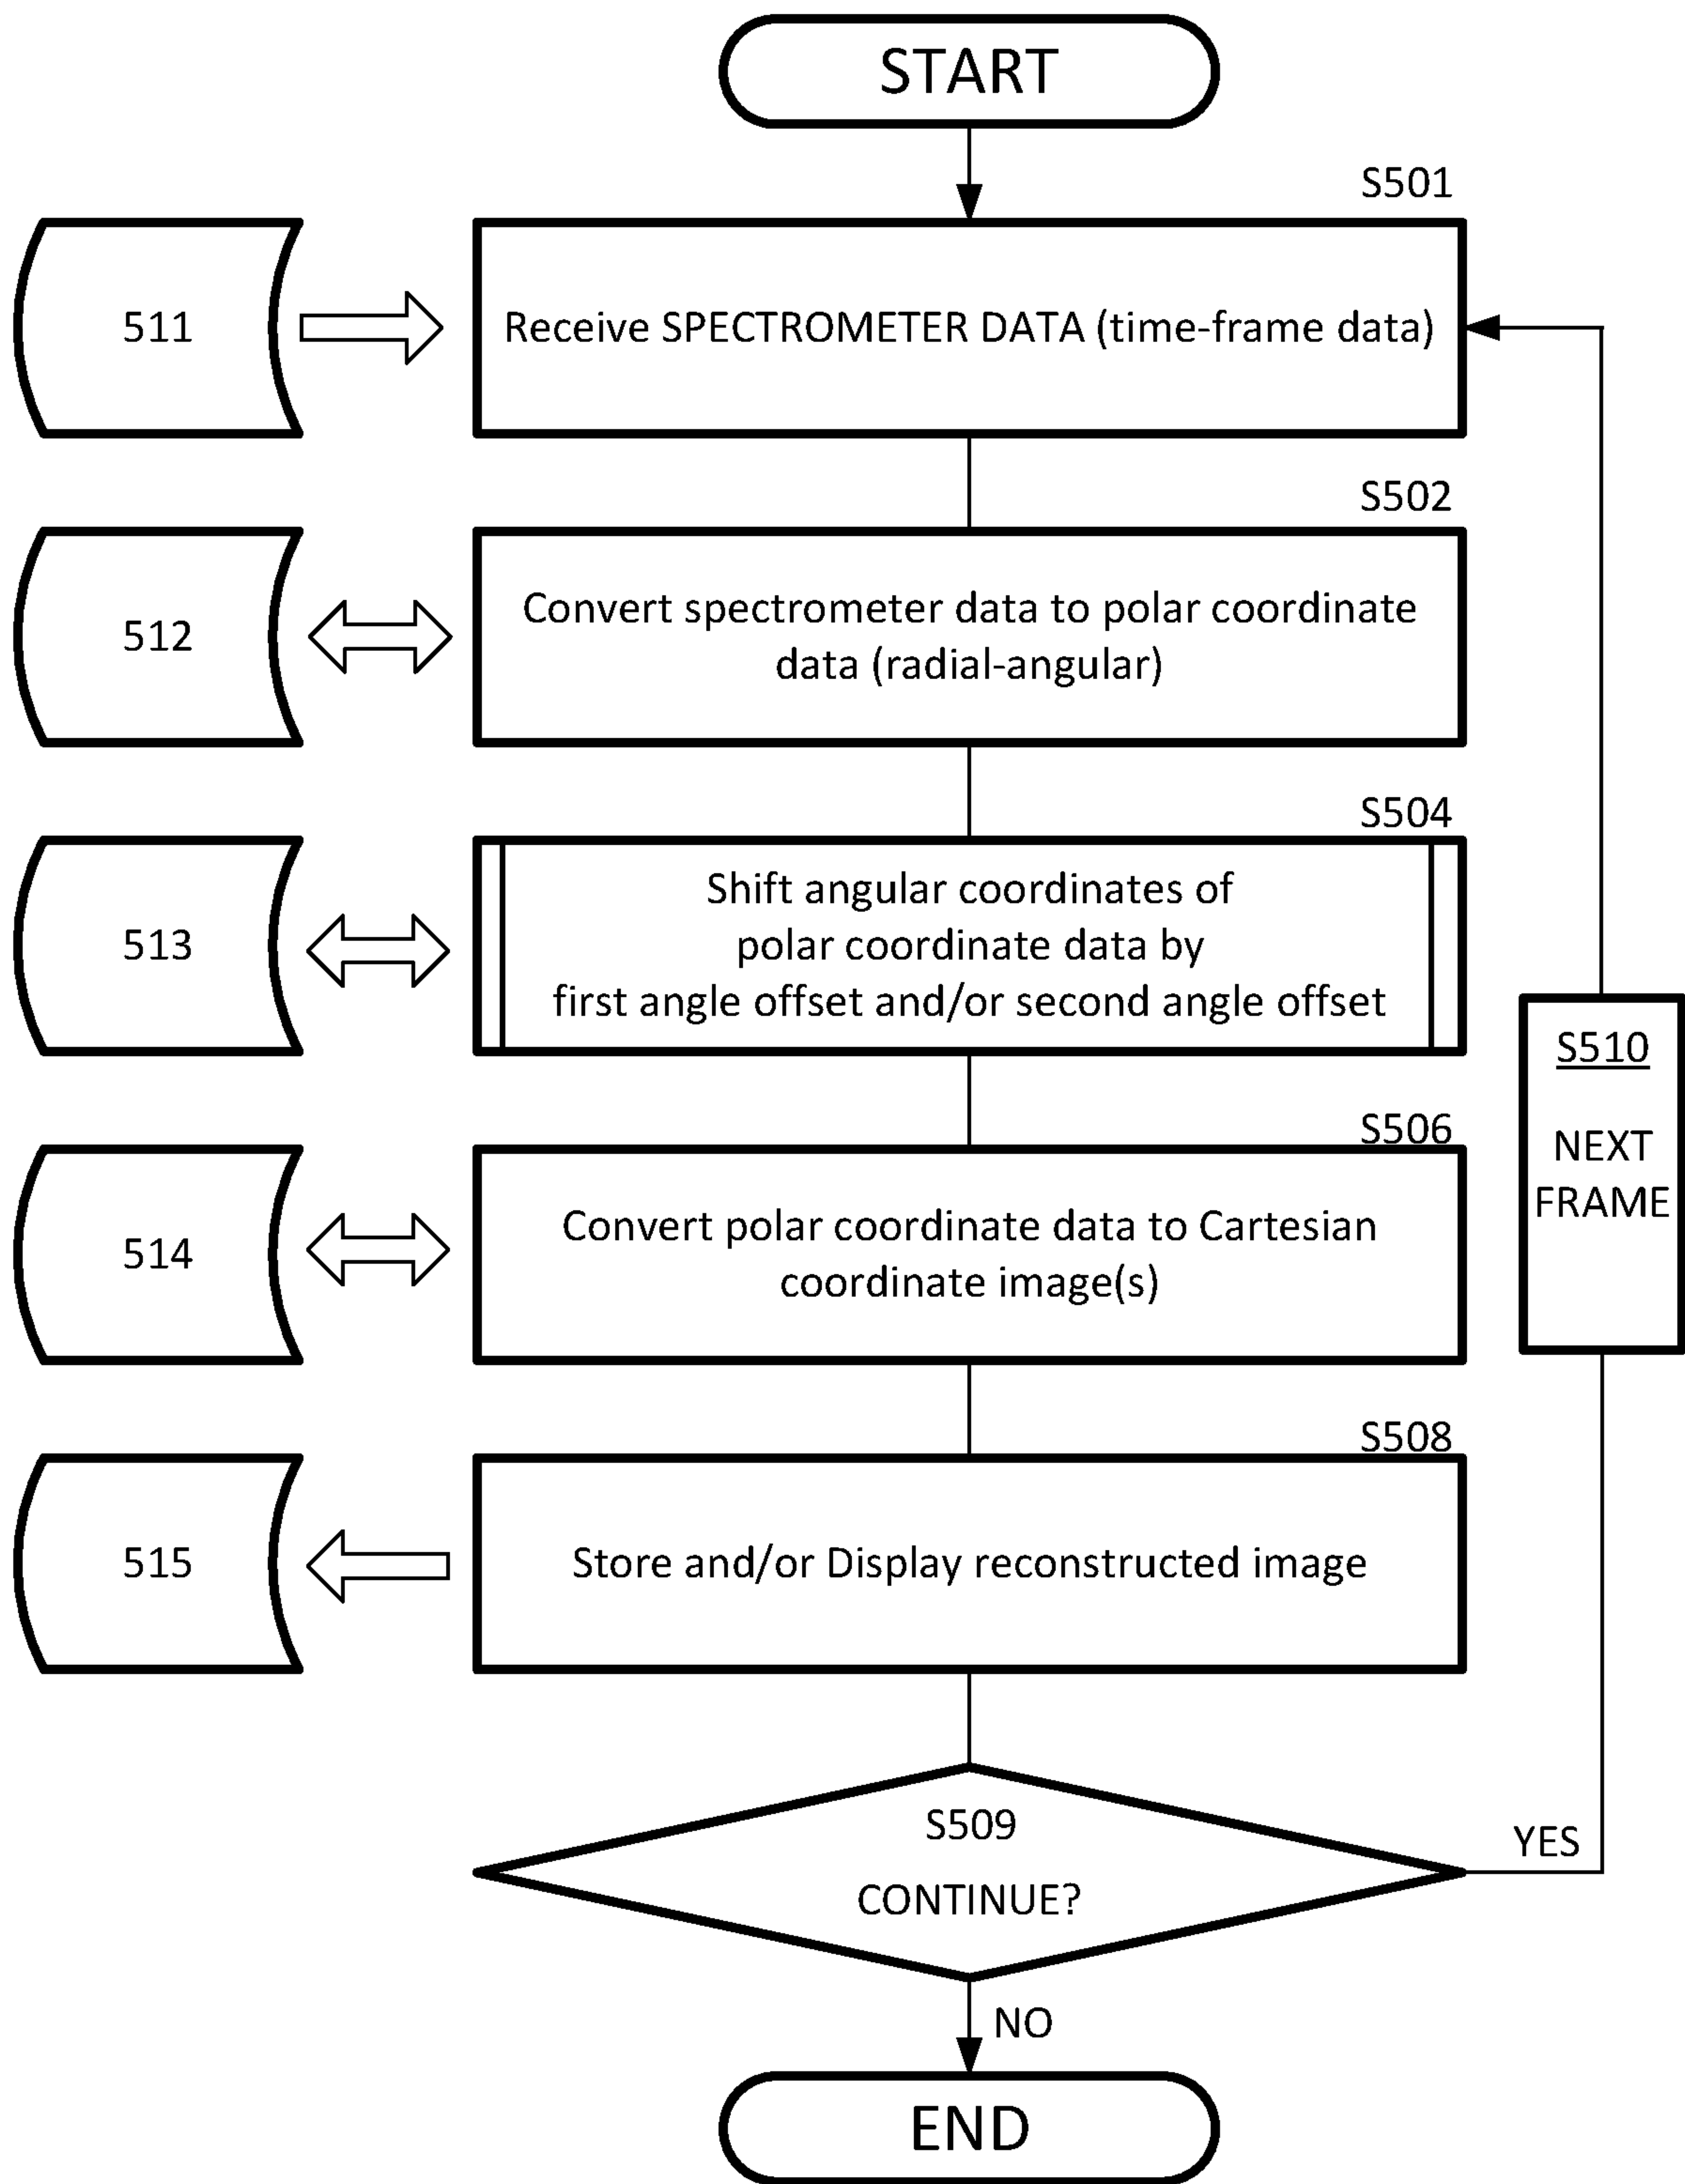 START
S501
511
Receive SPECTROMETER DATA (time-frame data)
S502
512
Convert spectrometer data to polar coordinate
data (radial-angular)
S504
513
Shift angular coordinates of
polar coordinate data by
first angle offset and/or second angle offset
S510
NEXT
FRAME
S506
514
Convert polar coordinate data to Cartesian
coordinate image(s)
S508
515
Store and/or Display reconstructed image
S509
CONTINUE?
YES
NO
END